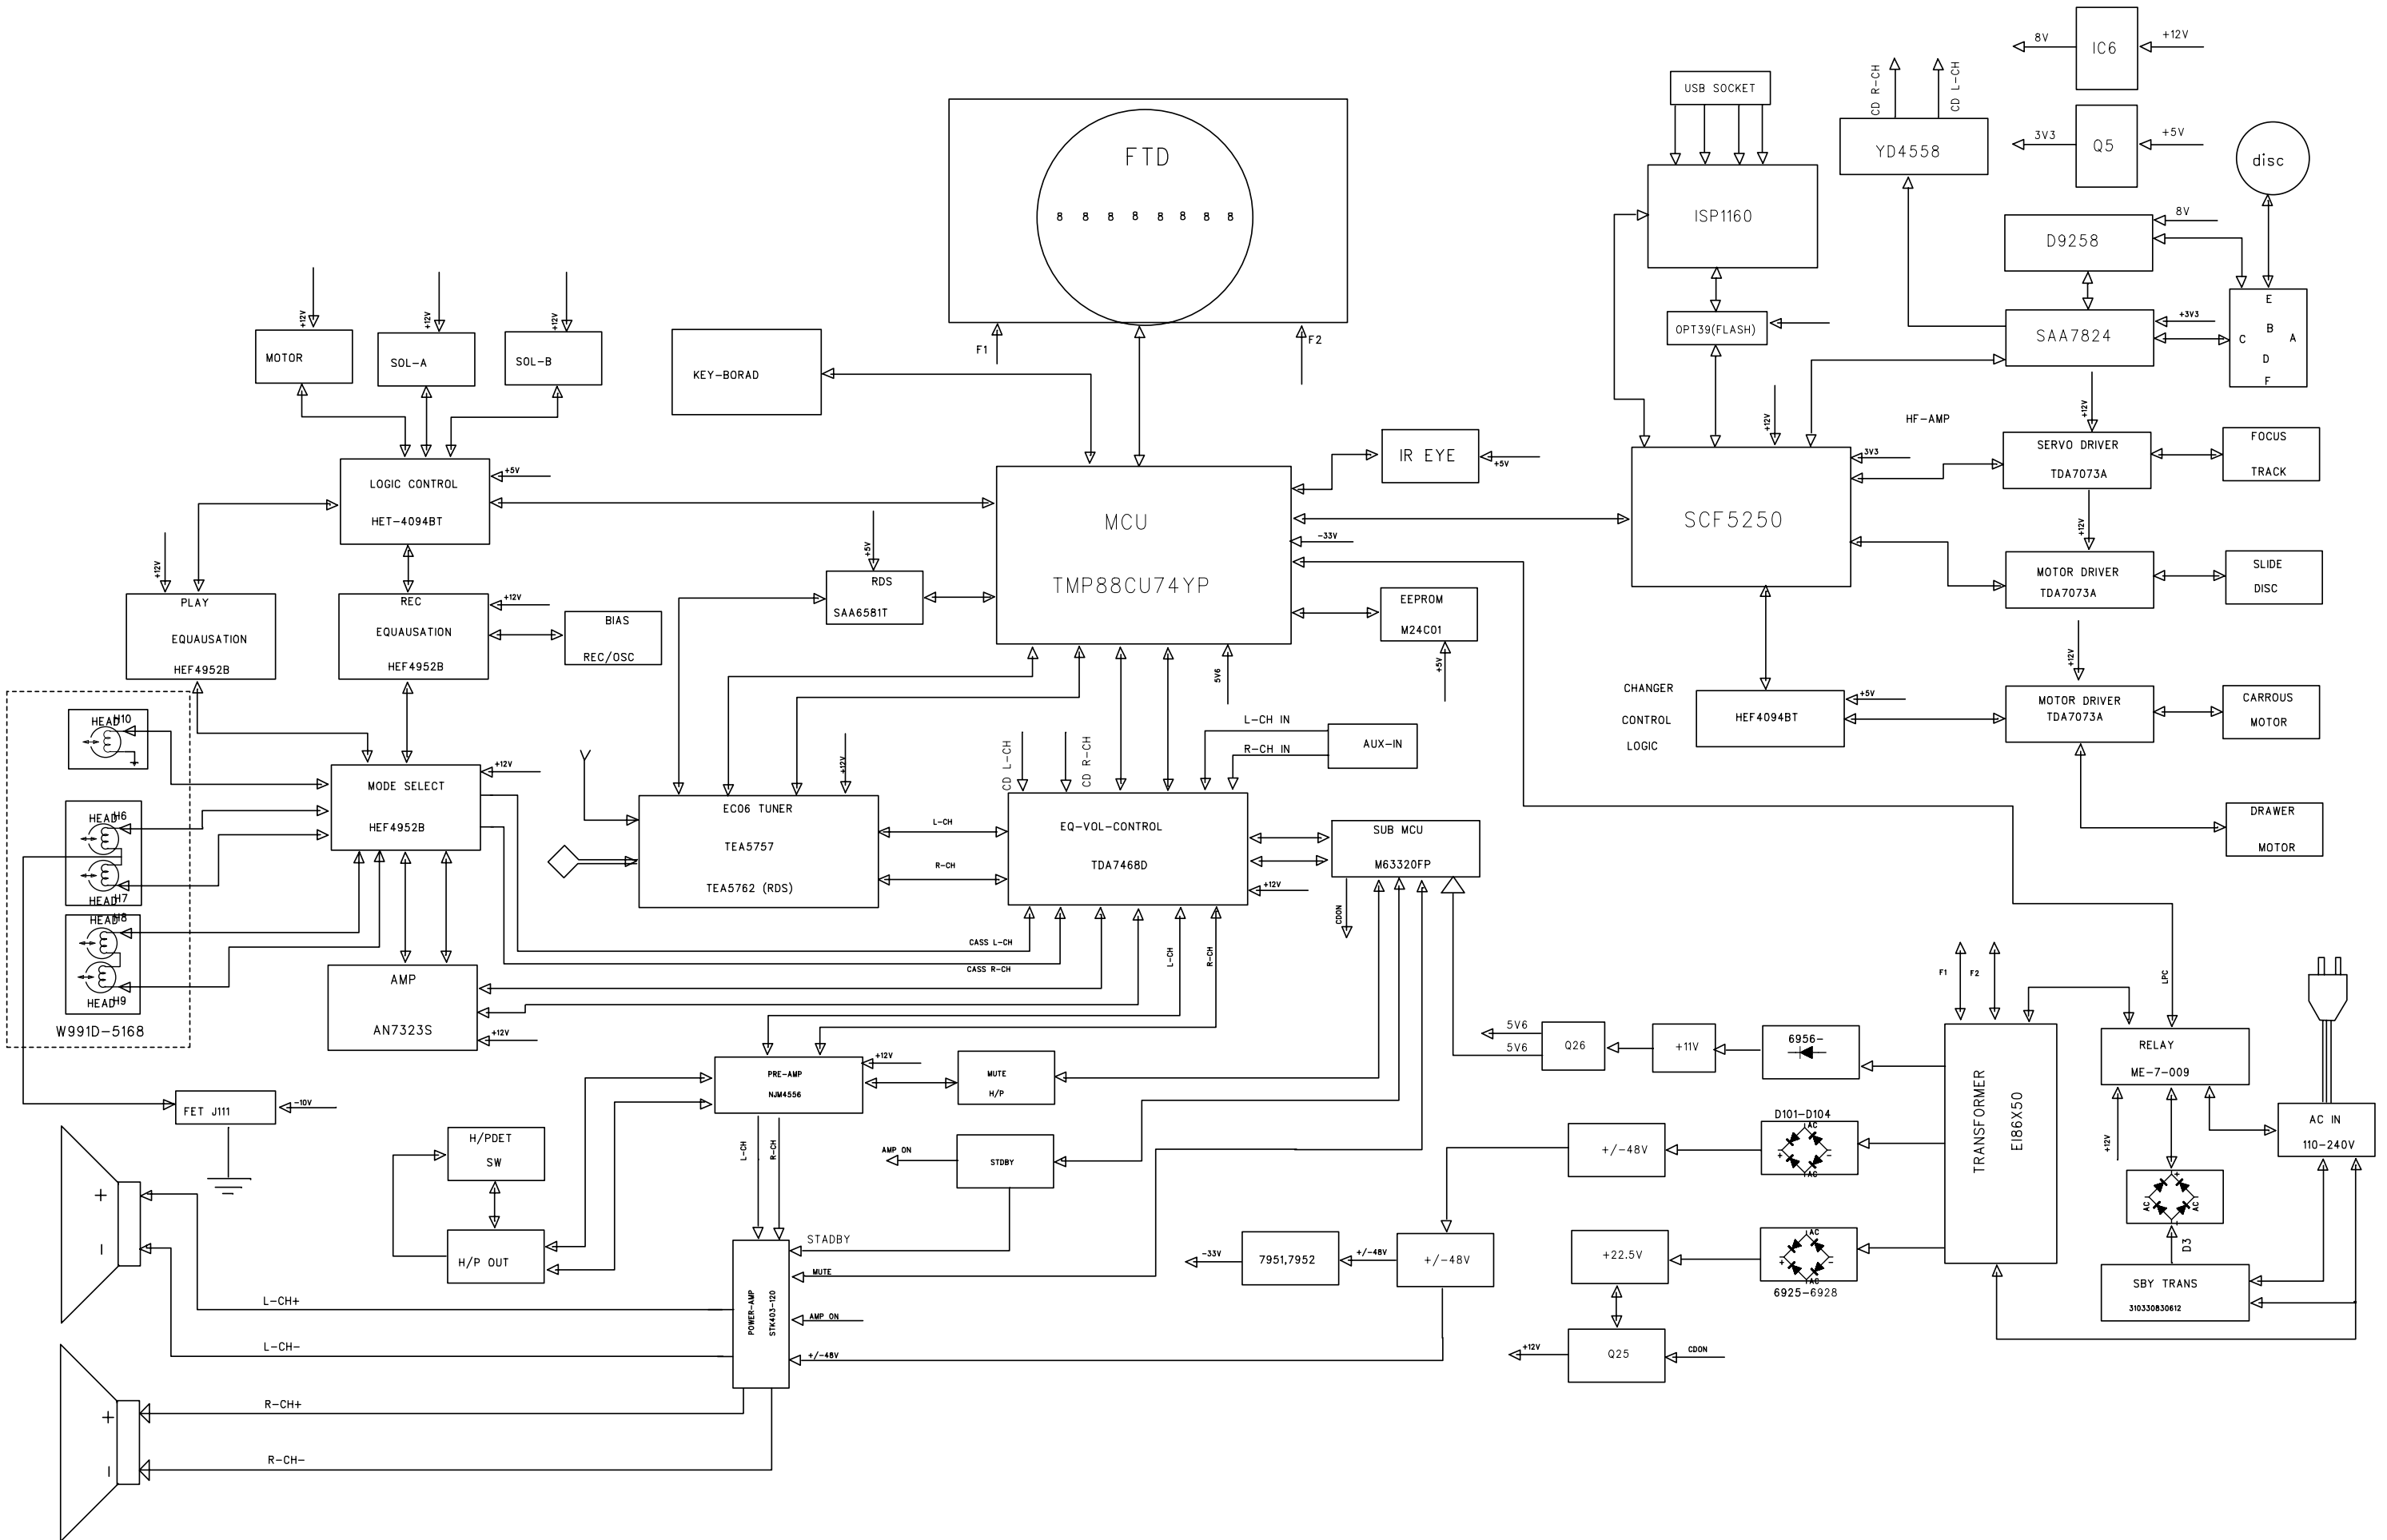 8V
IC6
+12V
3V3
Q5
+5V
USB SOCKET
CD R-CH
CD L-CH
YD4558
disc
FTD
8 8 8 8 8 8 8 8
F1
F2
ISP1160
OPT39(FLASH)
D9258
8V
SAA7824
+3V3
E
B
C
A
D
F
+12V
+12V
+12V
MOTOR
SOL-A
SOL-B
KEY-BORAD
LOGIC CONTROL
HET-4094BT
+5V
MCU
TMP88CU74YP
IR EYE
+5V
-33V
5V6
+12V
HF-AMP
SCF5250
3V3
+12V
SERVO DRIVER
TDA7073A
FOCUS
TRACK
+12V
MOTOR DRIVER
TDA7073A
SLIDE
DISC
+12V
MOTOR DRIVER
TDA7073A
CARROUS
MOTOR
DRAWER
MOTOR
CHANGER
CONTROL
LOGIC
HEF4094BT
+5V
+5V
RDS
SAA6581T
EEPROM
M24C01
+5V
+12V
PLAY
EQUAUSATION
HEF4952B
REC
EQUAUSATION
HEF4952B
+12V
BIAS
REC/OSC
HEAD H10
HEAD H6
HEAD H7
HEAD H8
HEAD H9
W991D-5168
MODE SELECT
HEF4952B
+12V
AMP
AN7323S
+12V
FET J111
-10V
+12V
ECO6 TUNER
TEA5757
TEA5762 (RDS)
L-CH
R-CH
CD L-CH
CD R-CH
L-CH IN
R-CH IN
AUX-IN
EQ-VOL-CONTROL
TDA7468D
+12V
SUB MCU
M63320FP
CDON
CASS L-CH
CASS R-CH
L-CH
R-CH
PRE-AMP
NJM4556
+12V
MUTE
H/P
H/PDET
SW
H/P OUT
L-CH
R-CH
AMP ON
STDBY
STADBY
MUTE
AMP ON
+/-48V
POWER-AMP
STK403-120
+
-
L-CH+
L-CH-
+
-
R-CH+
R-CH-
5V6
5V6
Q26
+11V
6956-
+/-48V
D101-D104
AC
+
-
AC
-33V
7951,7952
+/-48V
+/-48V
+22.5V
AC
+
-
AC
6925-6928
+12V
Q25
CDON
F1
F2
TRANSFORMER
EI86X50
LPC
RELAY
ME-7-009
+12V
AC IN
110-240V
+
AC
AC
-
D3
SBY TRANS
310330830612